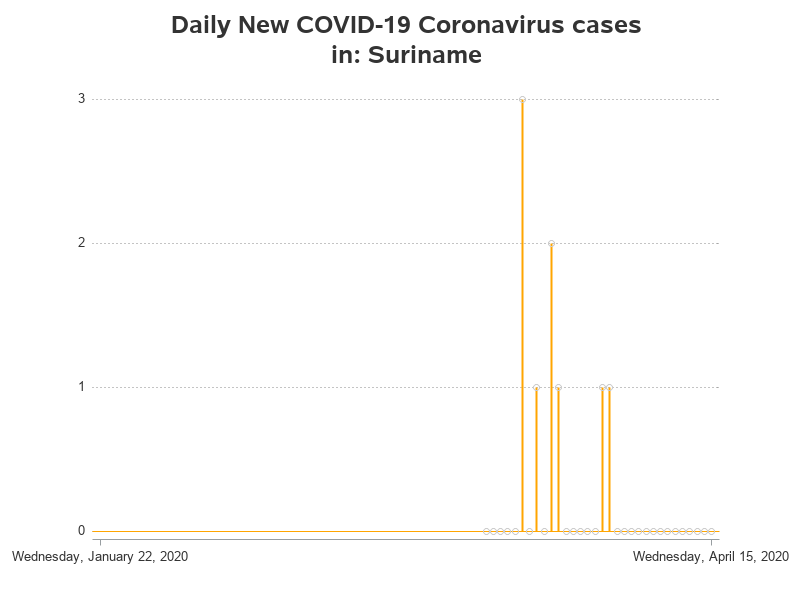 Daily New COVID-19 Coronavirus cases
in: Suriname
3
2
1
0
Wednesday, January 22, 2020
Wednesday, April 15, 2020